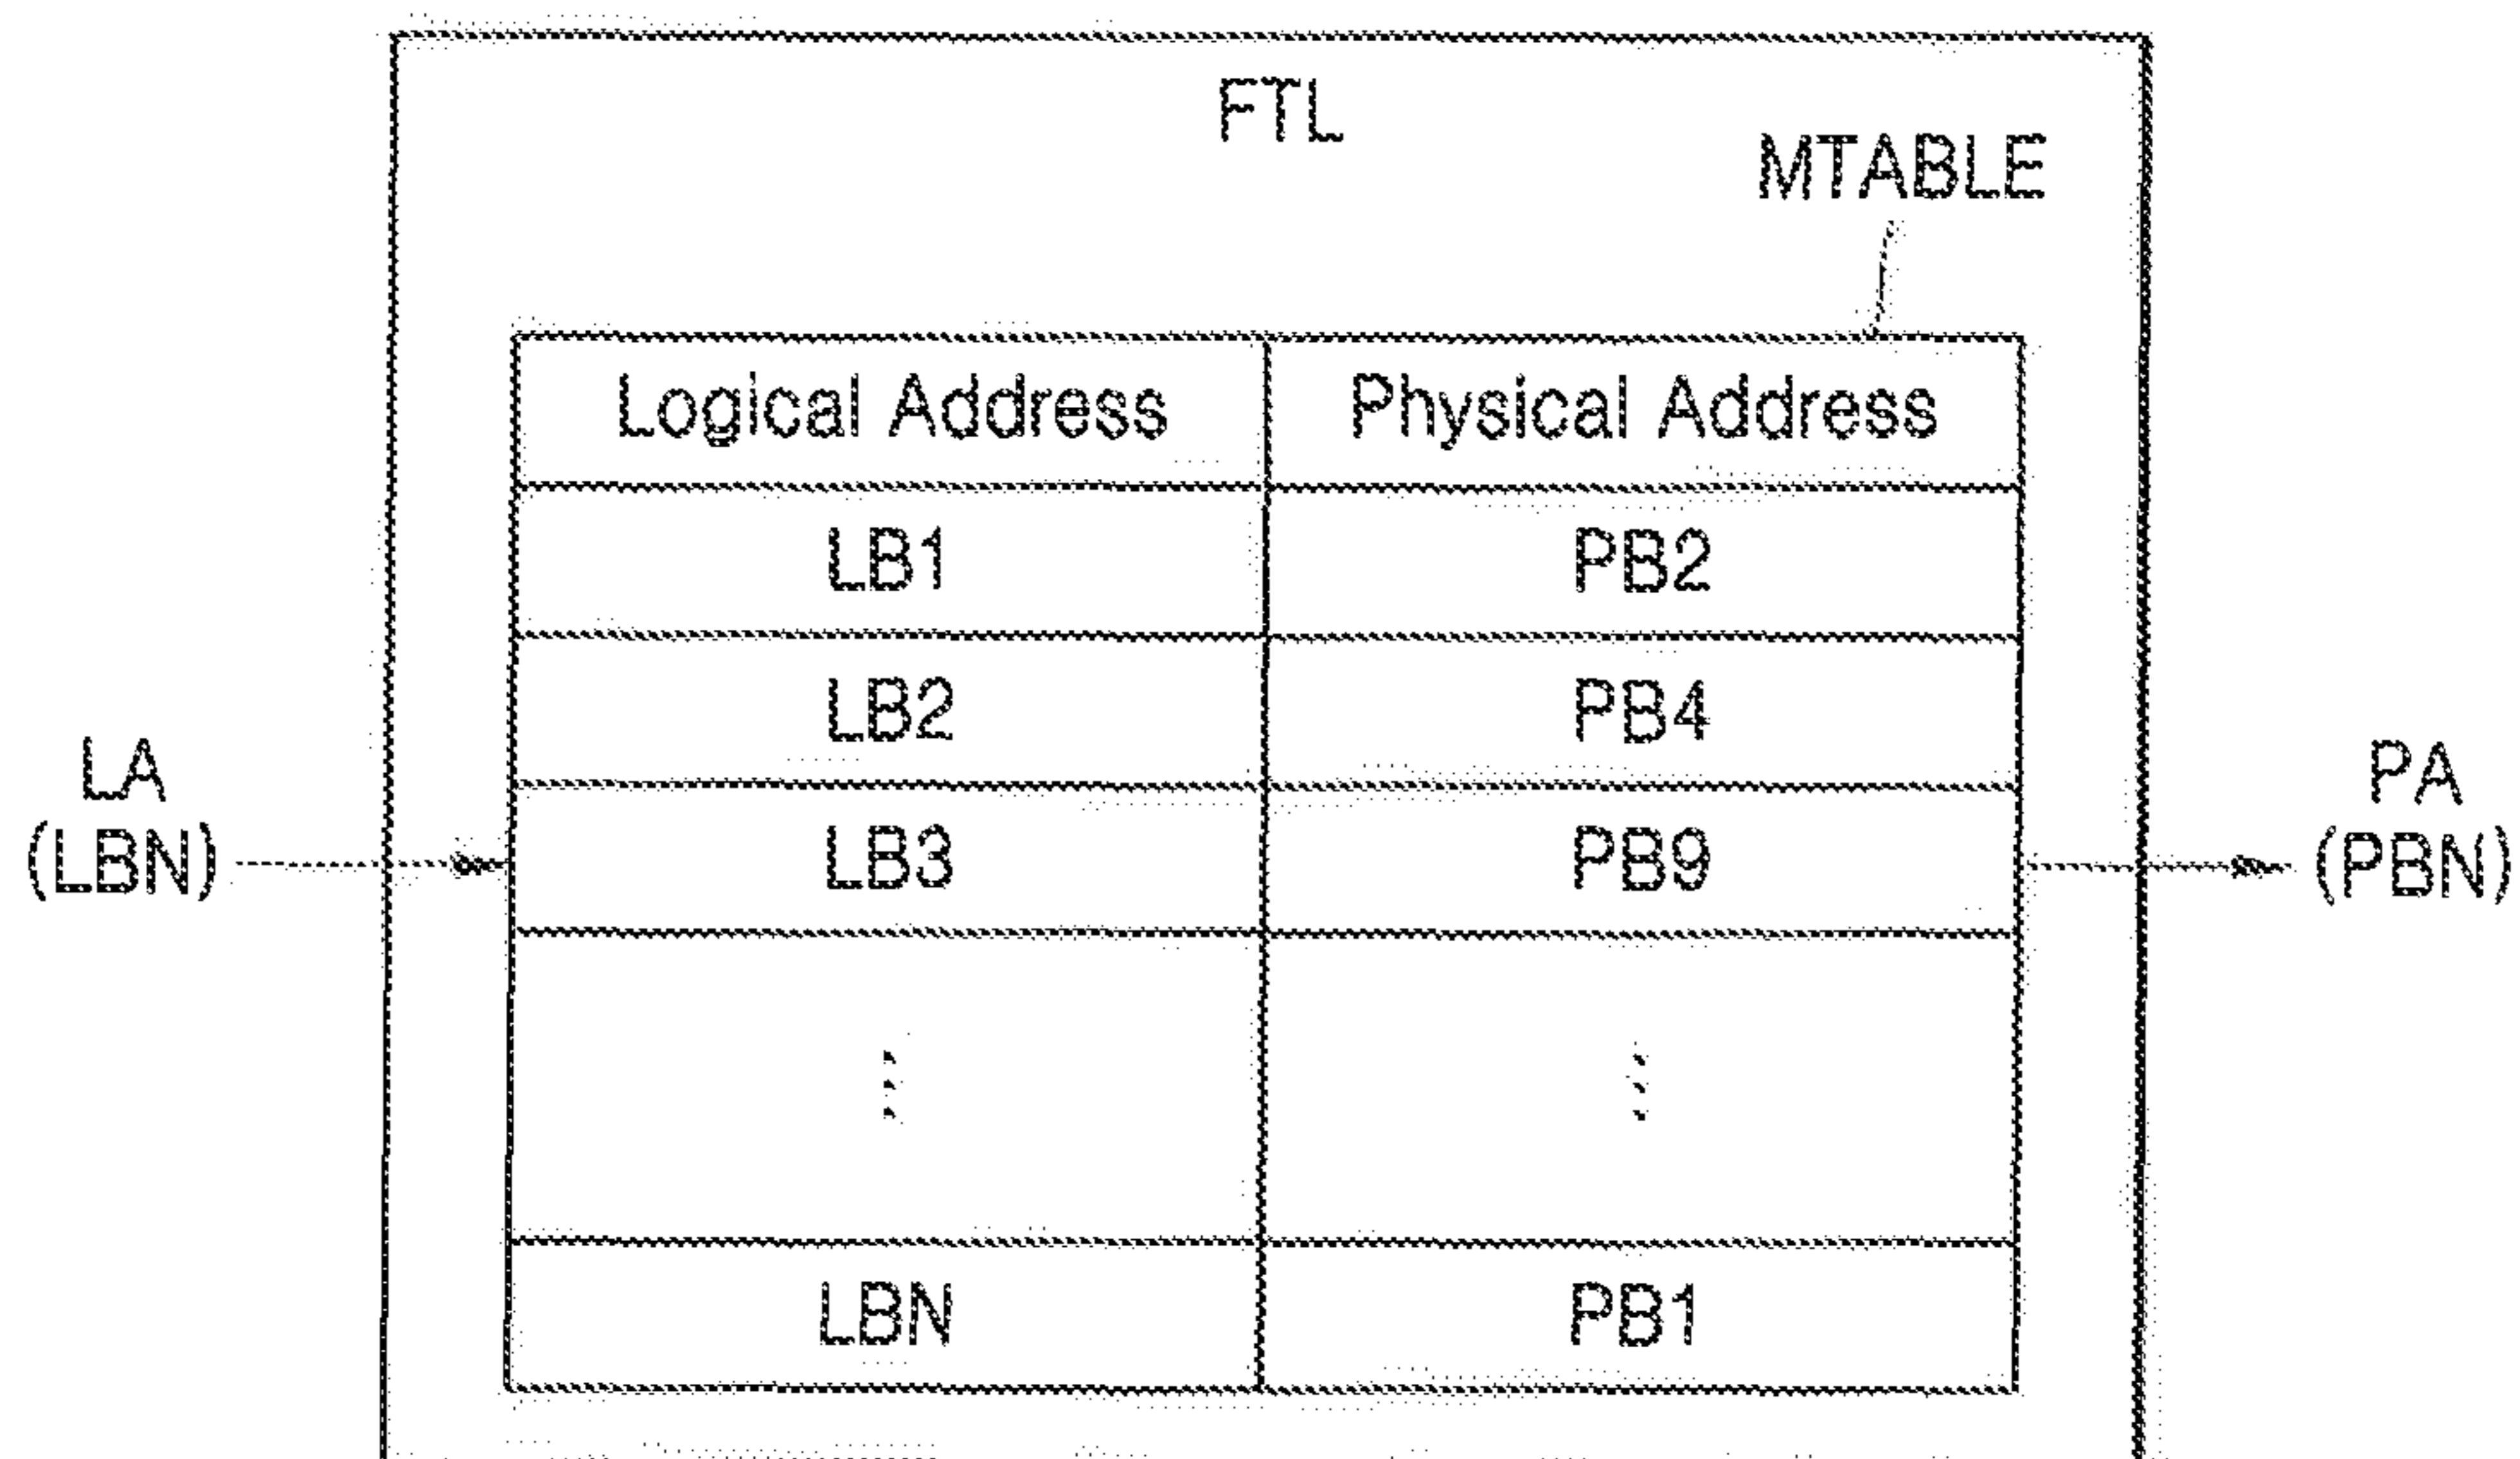 FTL
MTABLE
Logical Address Physical Address
LB1 PB2
LB2 PB4
LA
(LBN)
LB3 PB9
PA
(PBN)
LBN PB1